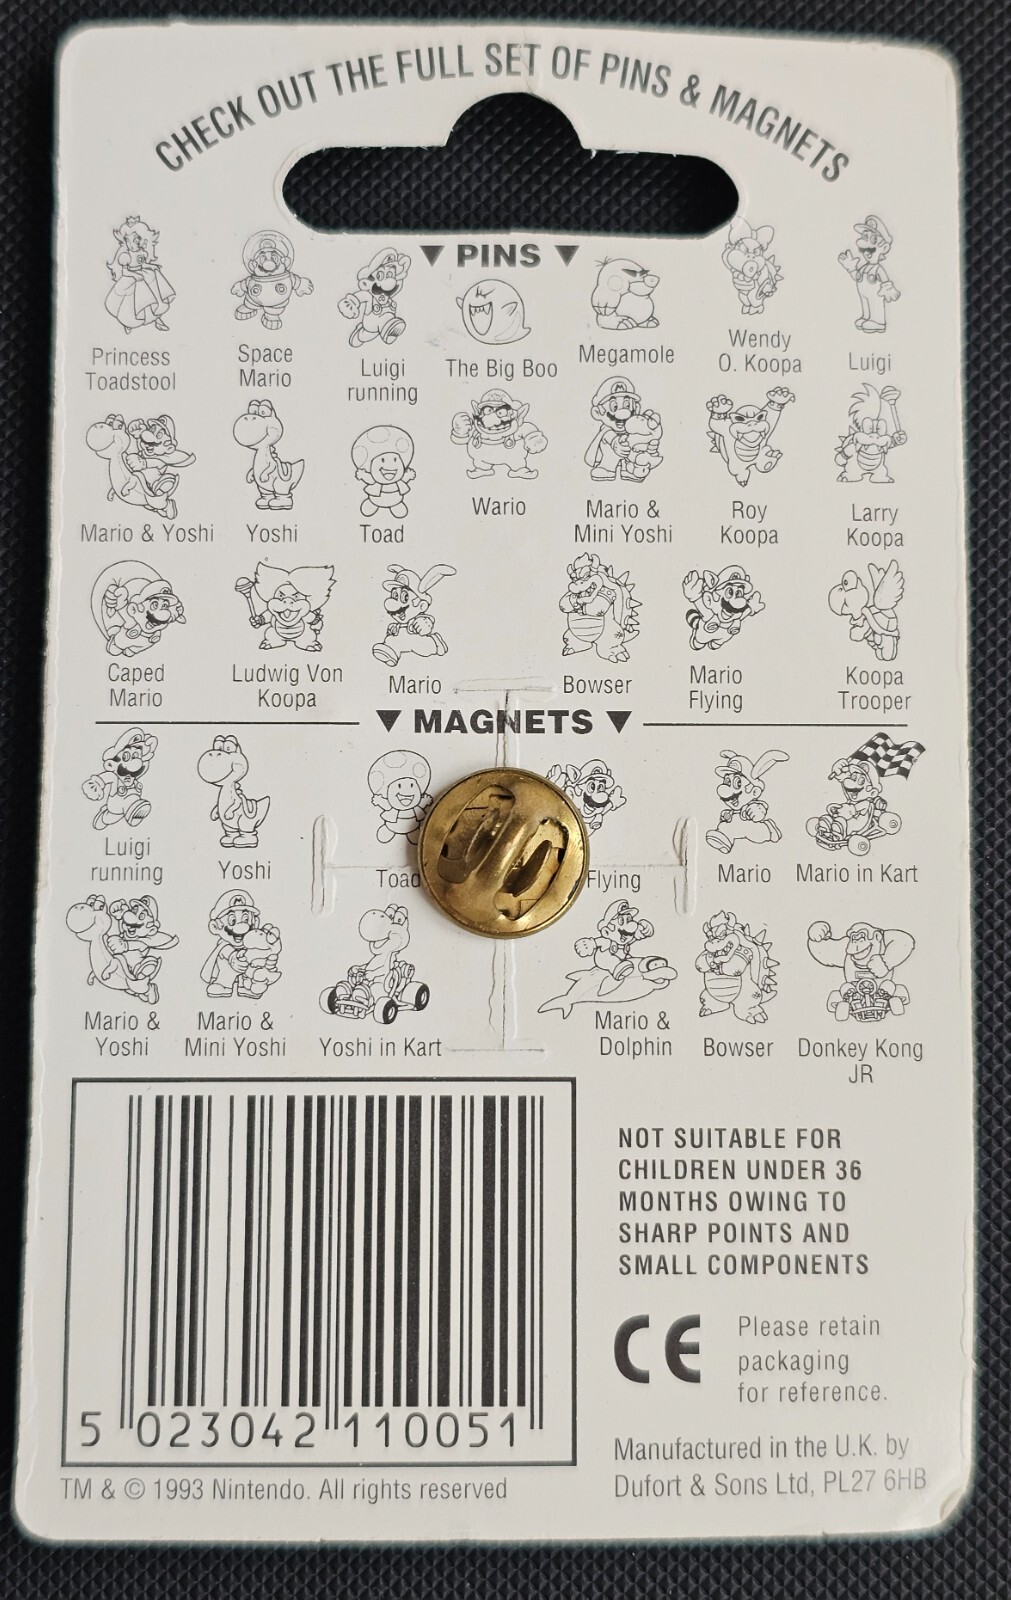 CHECK OUT THE FULL SET OF PINS & MAGNETS
▼ PINS ▼
Princess
Toadstool
Space
Mario
Luigi
running
The Big Boo
Megamole
Wendy
O. Koopa
Luigi
Mario & Yoshi
Yoshi
Toad
Wario
Mario &
Mini Yoshi
Roy
Koopa
Larry
Koopa
Caped
Mario
Ludwig Von
Koopa
Mario
Bowser
Mario
Flying
Koopa
Trooper
▼ MAGNETS ▼
Luigi
running
Yoshi
Toad
Flying
Mario
Mario in Kart
Mario &
Yoshi
Mario &
Mini Yoshi
Yoshi in Kart
Mario &
Dolphin
Bowser
Donkey Kong
JR
5 023042 110051
TM & © 1993 Nintendo. All rights reserved
NOT SUITABLE FOR
CHILDREN UNDER 36
MONTHS OWING TO
SHARP POINTS AND
SMALL COMPONENTS
CE
Please retain
packaging
for reference.
Manufactured in the U.K. by
Dufort & Sons Ltd, PL27 6HB